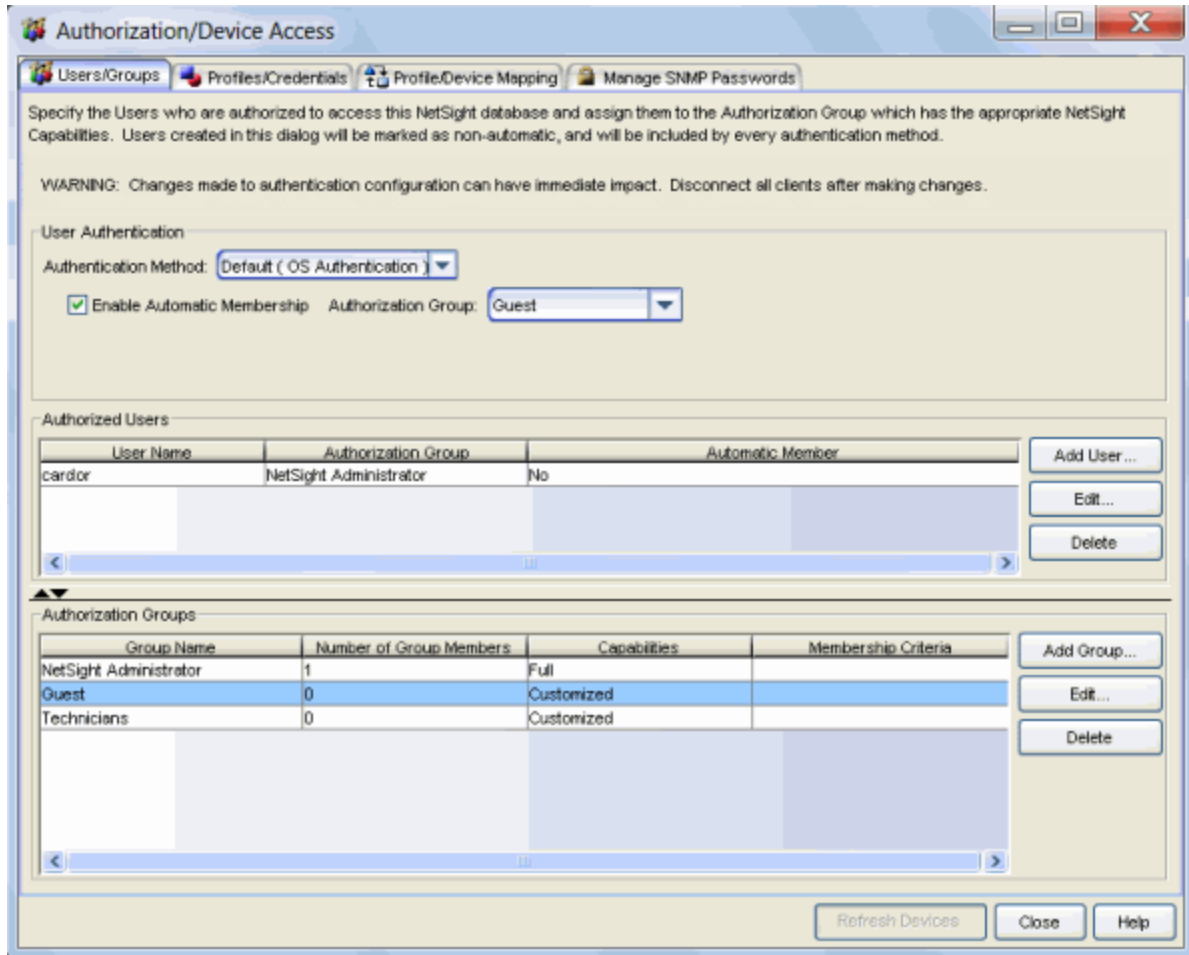 Authorization/Device Access
Users/Groups Profiles/Credentials Profile/Device Mapping Manage SNMP Passwords
Specify the Users who are authorized to access this NetSight database and assign them to the Authorization Group which has the appropriate NetSight
Capabilities. Users created in this dialog will be marked as non-automatic, and will be included by every authentication method.
WARNING: Changes made to authentication configuration can have immediate impact. Disconnect all clients after making changes.
User Authentication
Authentication Method: Default ( OS Authentication )
Enable Automatic Membership Authorization Group: Guest
Authorized Users
User Name Authorization Group Automatic Member
cardor NetSight Administrator No
Add User...
Edit...
Delete
Authorization Groups
Group Name Number of Group Members Capabilities Membership Criteria
NetSight Administrator 1 Full
Guest 0 Customized
Technicians 0 Customized
Add Group...
Edit...
Delete
Refresh Devices Close Help